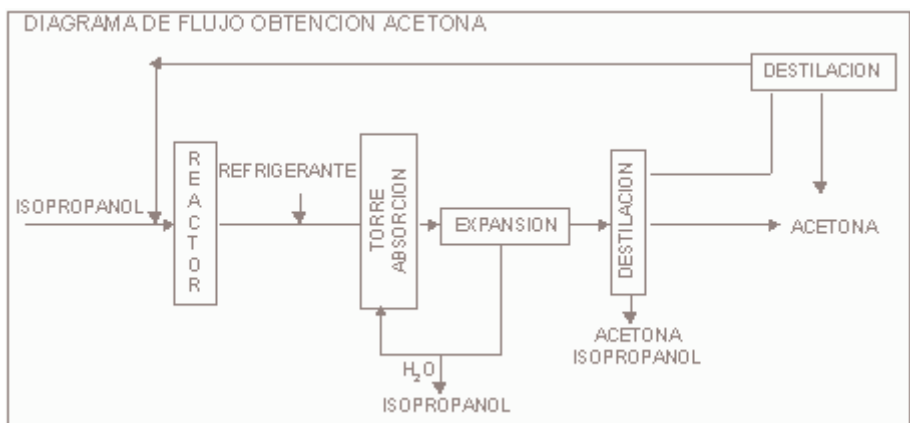 DIAGRAMA DE FLUJO OBTENCION ACETONA
DESTILACION
REACTOR
REFRIGERANTE
ISOPROPANOL
TORRE
ABSORCION
EXPANSION
DESTILACION
ACETONA
ACETONA
ISOPROPANOL
H₂O
ISOPROPANOL